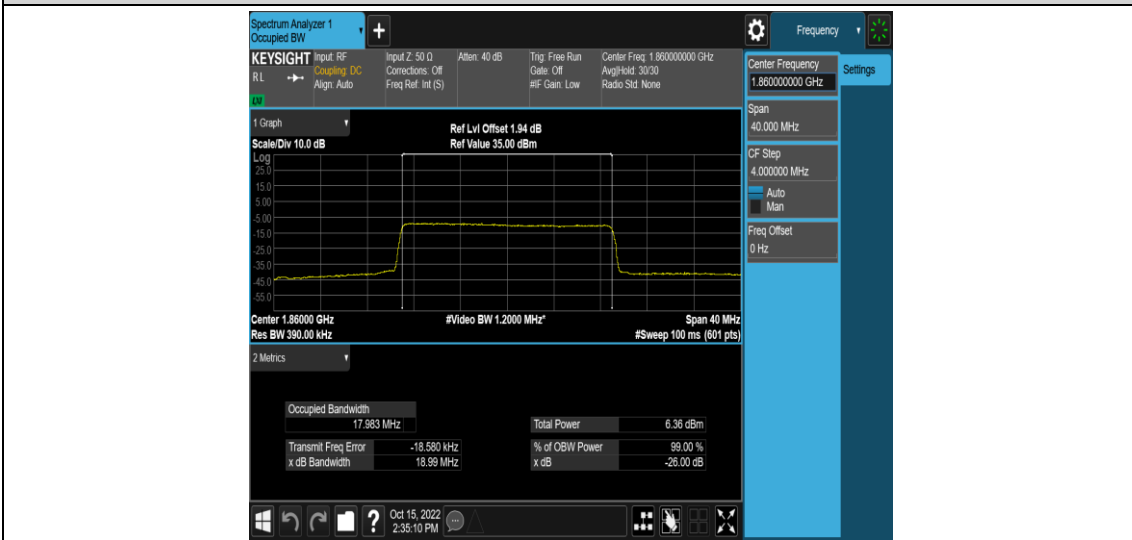 Spectrum Analyzer 1
Occupied BW
+
Frequency
KEYSIGHT
Input: RF
Coupling: DC
Align: Auto
Input Z: 50 Ω
Corrections: Off
Freq Ref: Int (S)
Atten: 40 dB
Trig: Free Run
Gate: Off
#IF Gain: Low
Center Freq: 1.860000000 GHz
Avg|Hold: 30/30
Radio Std: None
RL
LXI
Center Frequency
1.860000000 GHz
Settings
Span
40.000 MHz
CF Step
4.000000 MHz
Auto
Man
Freq Offset
0 Hz
1 Graph
Ref Lvl Offset 1.94 dB
Scale/Div 10.0 dB
Ref Value 35.00 dBm
Log
25.0
15.0
5.00
-5.00
-15.0
-25.0
-35.0
-45.0
-55.0
Center 1.86000 GHz
#Video BW 1.2000 MHz*
Span 40 MHz
Res BW 390.00 kHz
#Sweep 100 ms (601 pts)
2 Metrics
Occupied Bandwidth
17.983 MHz
Total Power 6.36 dBm
Transmit Freq Error -18.580 kHz
% of OBW Power 99.00 %
x dB Bandwidth 18.99 MHz
x dB -26.00 dB
?
Oct 15, 2022
2:35:10 PM